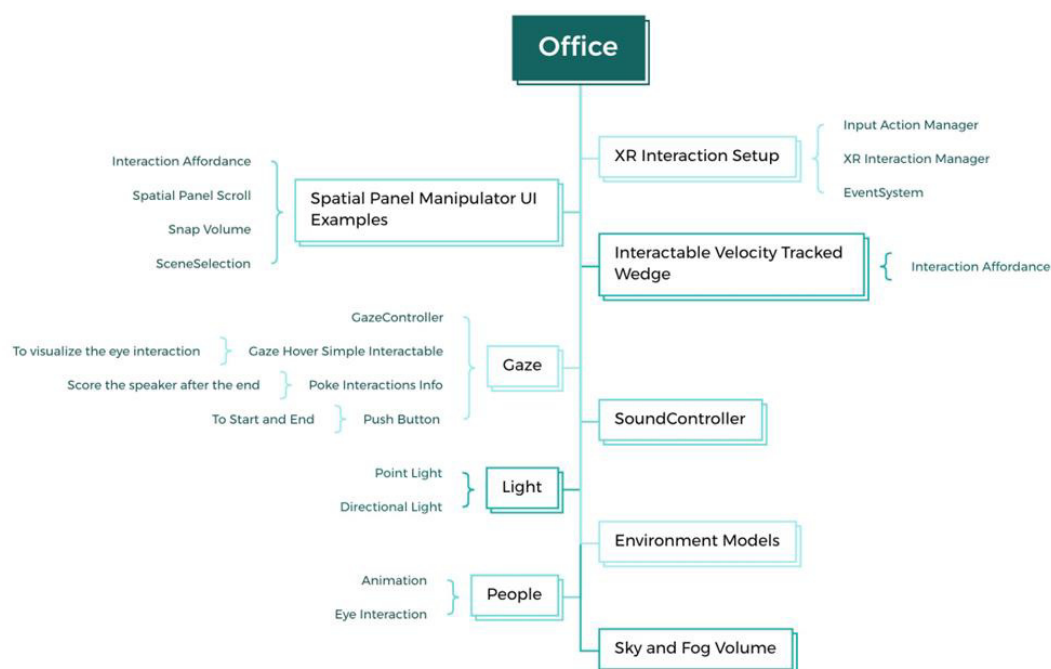 Office
XR Interaction Setup
Input Action Manager
XR Interaction Manager
EventSystem
Interaction Affordance
Spatial Panel Scroll
Snap Volume
SceneSelection
Spatial Panel Manipulator UI
Examples
Interactable Velocity Tracked
Wedge
Interaction Affordance
GazeController
To visualize the eye interaction
Gaze Hover Simple Interactable
Score the speaker after the end
Poke Interactions Info
To Start and End
Push Button
Gaze
SoundController
Point Light
Directional Light
Light
Environment Models
Animation
Eye Interaction
People
Sky and Fog Volume